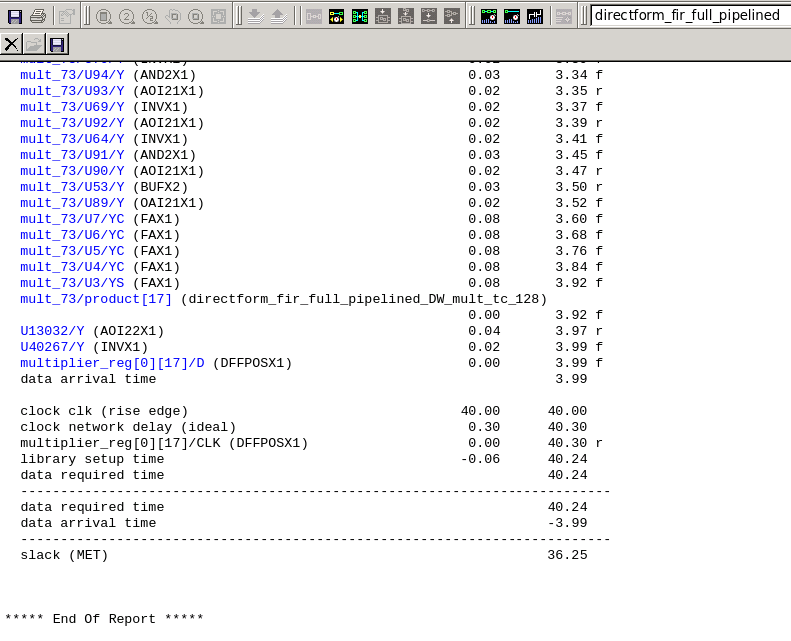 directform_fir_full_pipelined
mult_73/U94/Y (AND2X1) 0.03 3.34 f
mult_73/U93/Y (AOI21X1) 0.02 3.35 r
mult_73/U69/Y (INVX1) 0.02 3.37 f
mult_73/U92/Y (AOI21X1) 0.02 3.39 r
mult_73/U64/Y (INVX1) 0.02 3.41 f
mult_73/U91/Y (AND2X1) 0.03 3.45 f
mult_73/U90/Y (AOI21X1) 0.02 3.47 r
mult_73/U53/Y (BUFX2) 0.03 3.50 r
mult_73/U89/Y (OAI21X1) 0.02 3.52 f
mult_73/U7/YC (FAX1) 0.08 3.60 f
mult_73/U6/YC (FAX1) 0.08 3.68 f
mult_73/U5/YC (FAX1) 0.08 3.76 f
mult_73/U4/YC (FAX1) 0.08 3.84 f
mult_73/U3/YS (FAX1) 0.08 3.92 f
mult_73/product[17] (directform_fir_full_pipelined_DW_mult_tc_128)
0.00 3.92 f
U13032/Y (AOI22X1) 0.04 3.97 r
U40267/Y (INVX1) 0.02 3.99 f
multiplier_reg[0][17]/D (DFFPOSX1) 0.00 3.99 f
data arrival time 3.99
clock clk (rise edge) 40.00 40.00
clock network delay (ideal) 0.30 40.30
multiplier_reg[0][17]/CLK (DFFPOSX1) 0.00 40.30 r
library setup time -0.06 40.24
data required time 40.24
--------------------------------------------------------------------------
data required time 40.24
data arrival time -3.99
--------------------------------------------------------------------------
slack (MET) 36.25
***** End Of Report *****